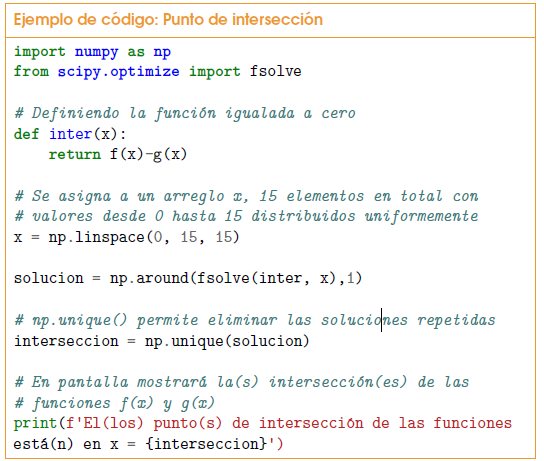 Ejemplo de código: Punto de intersección
import numpy as np
from scipy.optimize import fsolve
# Definiendo la función igualada a cero
def inter(x):
    return f(x)-g(x)
# Se asigna a un arreglo x, 15 elementos en total con
# valores desde 0 hasta 15 distribuidos uniformemente
x = np.linspace(0, 15, 15)
solucion = np.around(fsolve(inter, x),1)
# np.unique() permite eliminar las soluciones repetidas
interseccion = np.unique(solucion)
# En pantalla mostrará la(s) intersección(es) de las
# funciones f(x) y g(x)
print(f'El(los) punto(s) de intersección de las funciones
está(n) en x = {interseccion}')